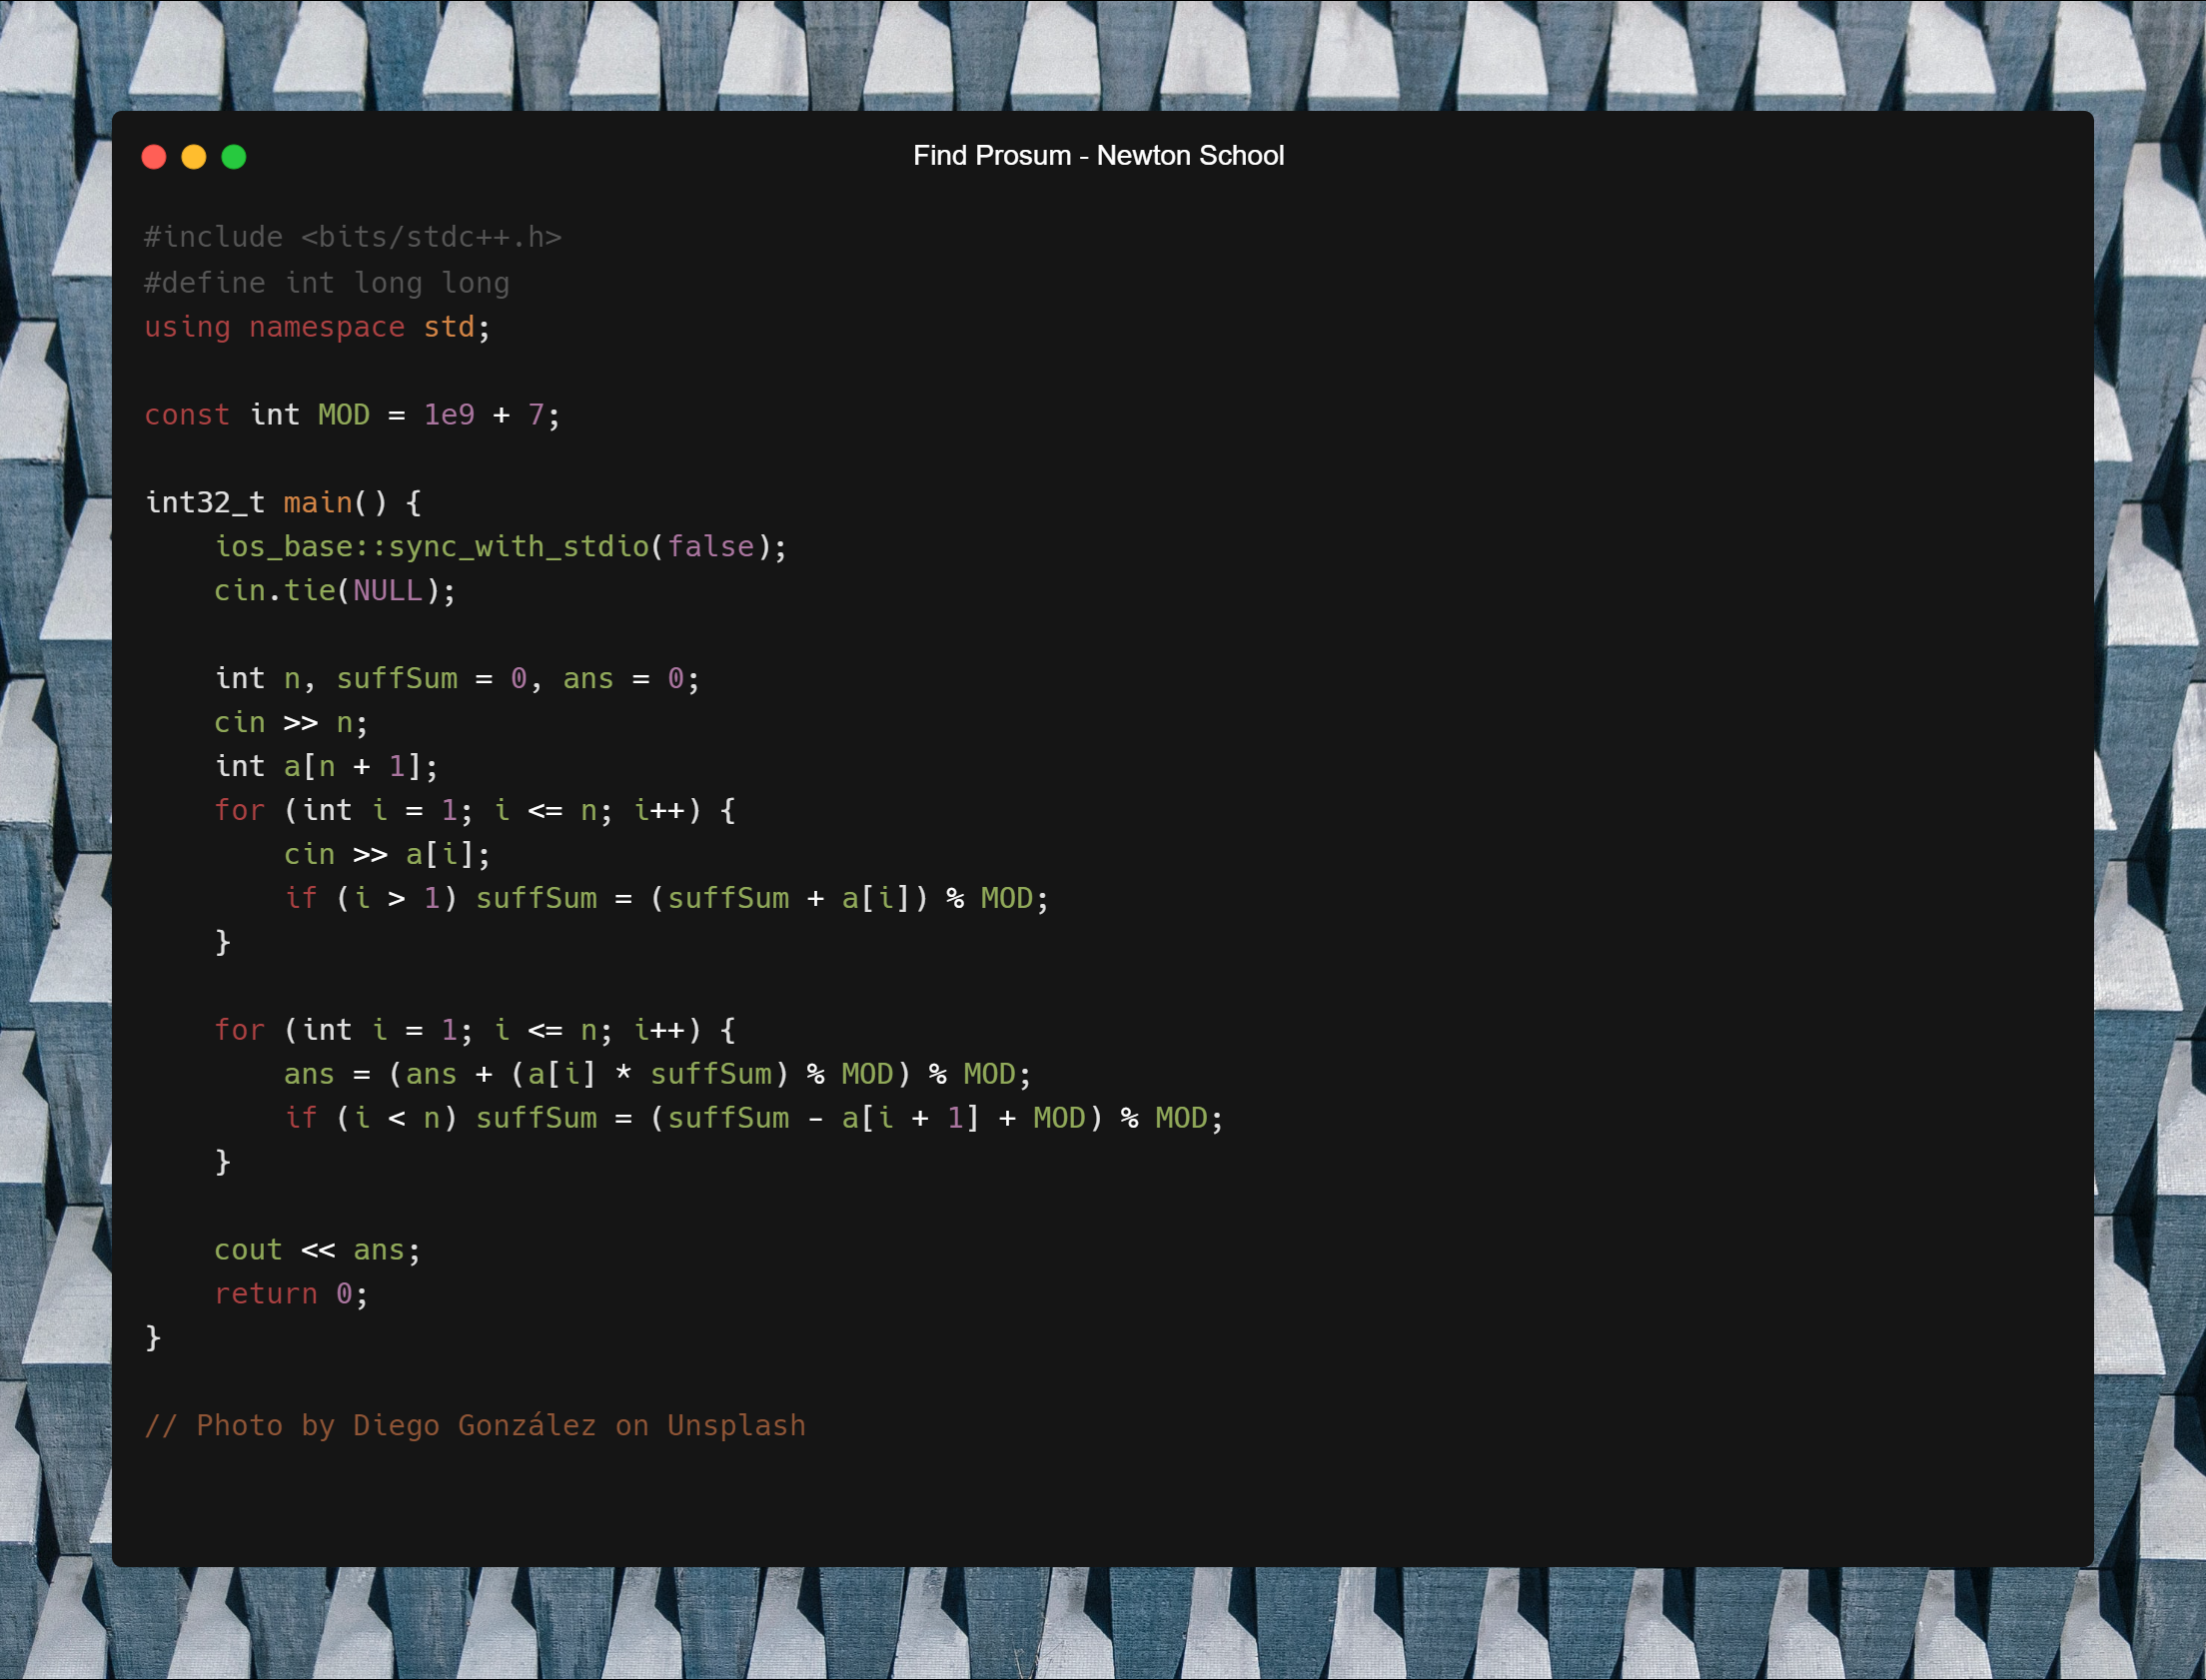 Find Prosum - Newton School
#include <bits/stdc++.h>
#define int long long
using namespace std;
const int MOD = 1e9 + 7;
int32_t main() {
    ios_base::sync_with_stdio(false);
    cin.tie(NULL);
    int n, suffSum = 0, ans = 0;
    cin >> n;
    int a[n + 1];
    for (int i = 1; i <= n; i++) {
        cin >> a[i];
        if (i > 1) suffSum = (suffSum + a[i]) % MOD;
    }
    for (int i = 1; i <= n; i++) {
        ans = (ans + (a[i] * suffSum) % MOD) % MOD;
        if (i < n) suffSum = (suffSum - a[i + 1] + MOD) % MOD;
    }
    cout << ans;
    return 0;
}
// Photo by Diego González on Unsplash